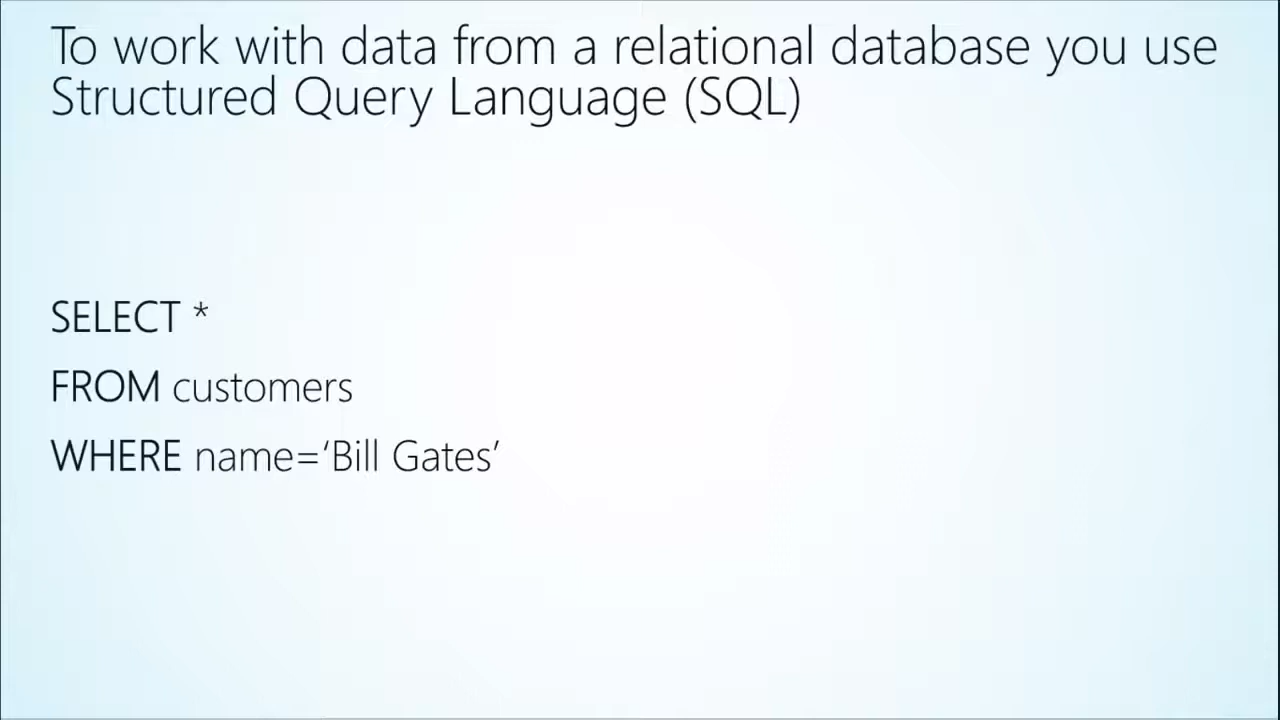 To work with data from a relational database you use
Structured Query Language (SQL)
SELECT *
FROM customers
WHERE name=‘Bill Gates’